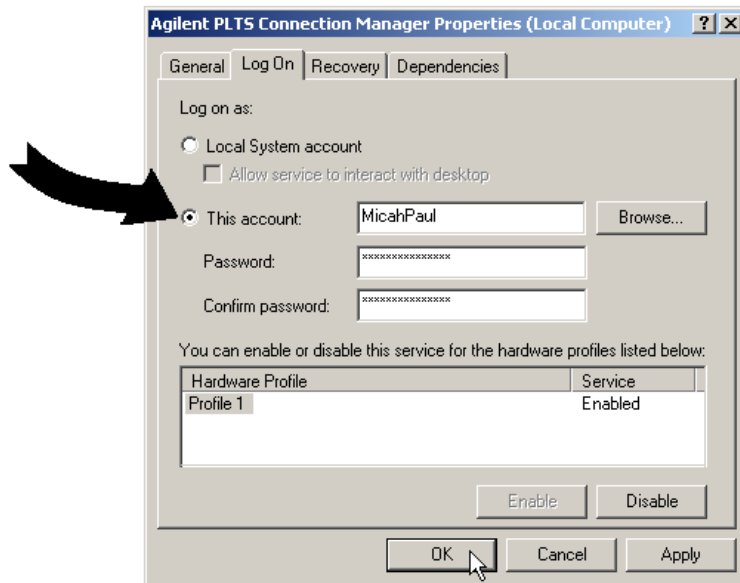 Agilent PLTS Connection Manager Properties (Local Computer)
General Log On Recovery Dependencies
Log on as:
Local System account
Allow service to interact with desktop
This account: MicahPaul Browse...
Password: xxxxxxxxxxxxxxx
Confirm password: xxxxxxxxxxxxxxx
You can enable or disable this service for the hardware profiles listed below:
Hardware Profile Service
Profile 1 Enabled
Enable Disable
OK Cancel Apply